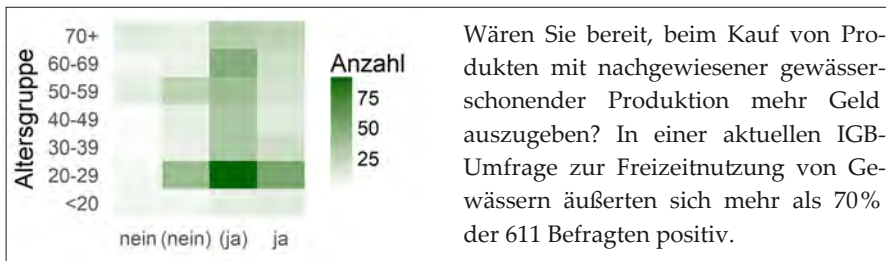 70+
60-69
50-59
40-49
30-39
20-29
<20
Altersgruppe
nein (nein) (ja) ja
Anzahl
75
50
25
Wären Sie bereit, beim Kauf von Pro-
dukten mit nachgewiesener gewässer-
schonender Produktion mehr Geld
auszugeben? In einer aktuellen IGB-
Umfrage zur Freizeitnutzung von Ge-
wässern äußerten sich mehr als 70%
der 611 Befragten positiv.